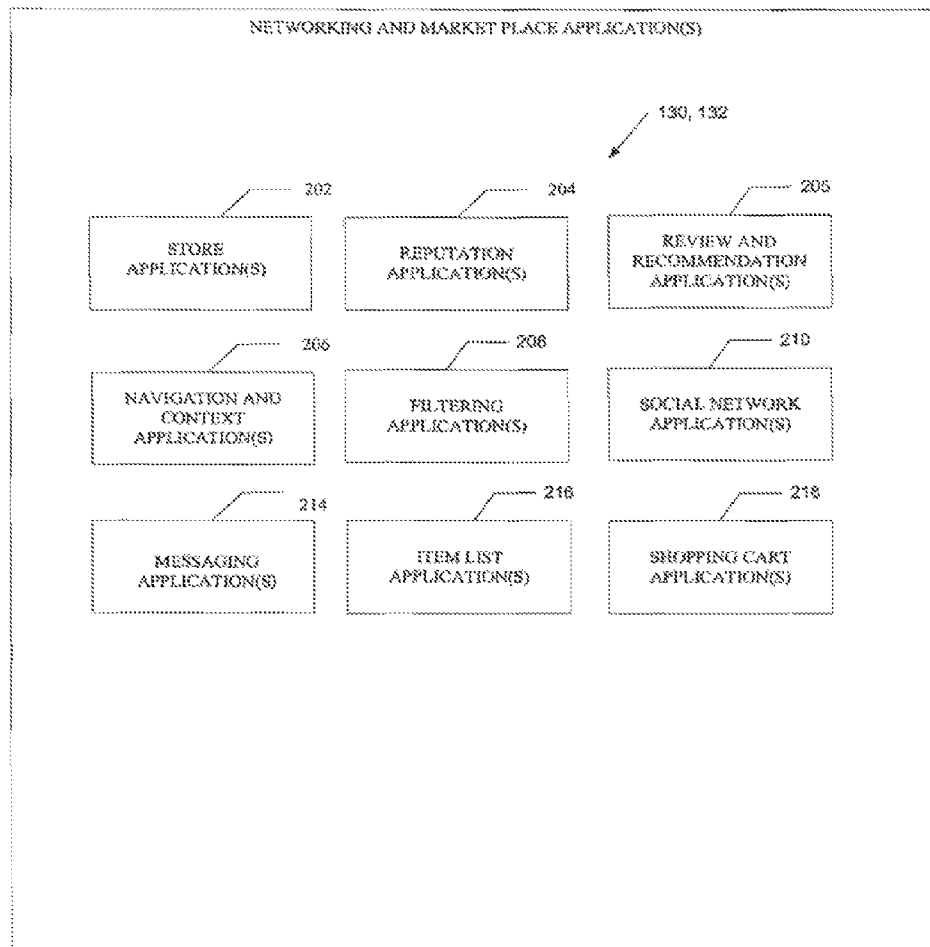 NETWORKING AND MARKET PLACE APPLICATION(S)
130, 132
202
204
205
STORE
APPLICATION(S)
REPUTATION
APPLICATION(S)
REVIEW AND
RECOMMENDATION
APPLICATION(S)
206
208
210
NAVIGATION AND
CONTEXT
APPLICATION(S)
FILTERING
APPLICATION(S)
SOCIAL NETWORK
APPLICATION(S)
214
216
218
MESSAGING
APPLICATION(S)
ITEM LIST
APPLICATION(S)
SHOPPING CART
APPLICATION(S)